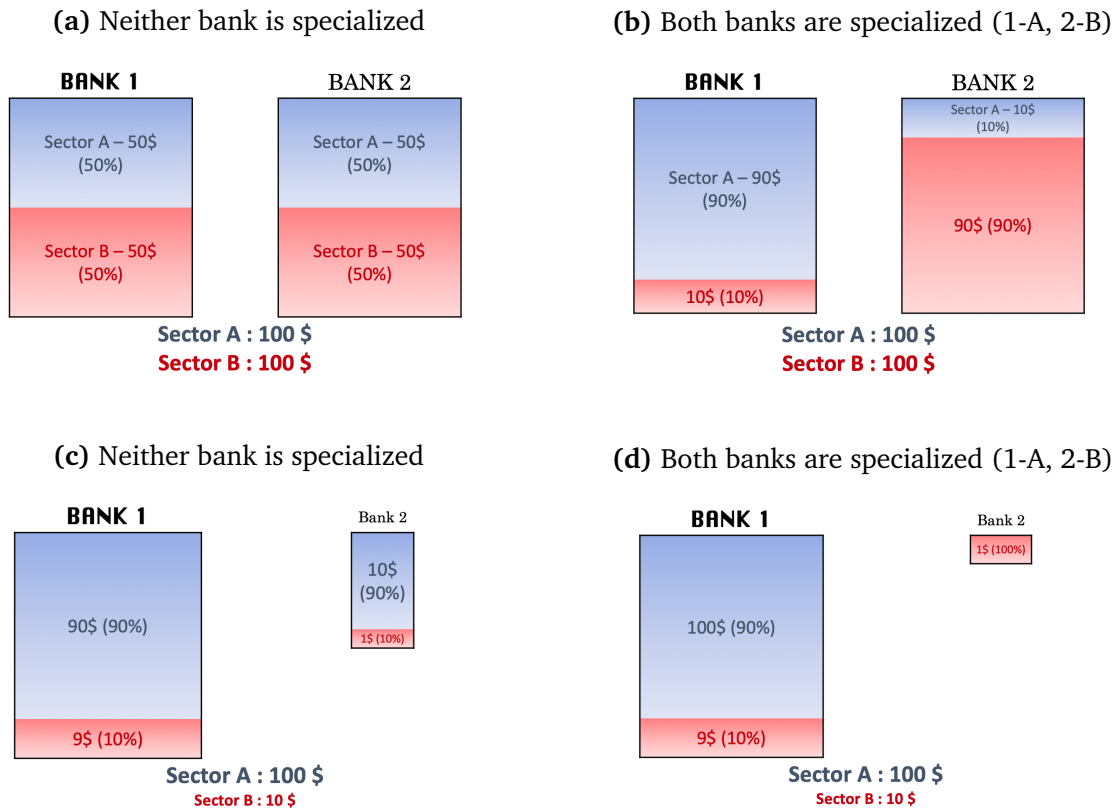 (a) Neither bank is specialized
BANK 1
BANK 2
Sector A – 50$
(50%)
Sector B – 50$
(50%)
Sector A – 50$
(50%)
Sector B – 50$
(50%)
Sector A : 100 $
Sector B : 100 $
(b) Both banks are specialized (1-A, 2-B)
BANK 1
BANK 2
Sector A – 90$
(90%)
10$ (10%)
Sector A – 10$
(10%)
90$ (90%)
Sector A : 100 $
Sector B : 100 $
(c) Neither bank is specialized
BANK 1
Bank 2
90$ (90%)
9$ (10%)
10$
(90%)
1$ (10%)
Sector A : 100 $
Sector B : 10 $
(d) Both banks are specialized (1-A, 2-B)
BANK 1
Bank 2
100$ (90%)
9$ (10%)
1$ (100%)
Sector A : 100 $
Sector B : 10 $